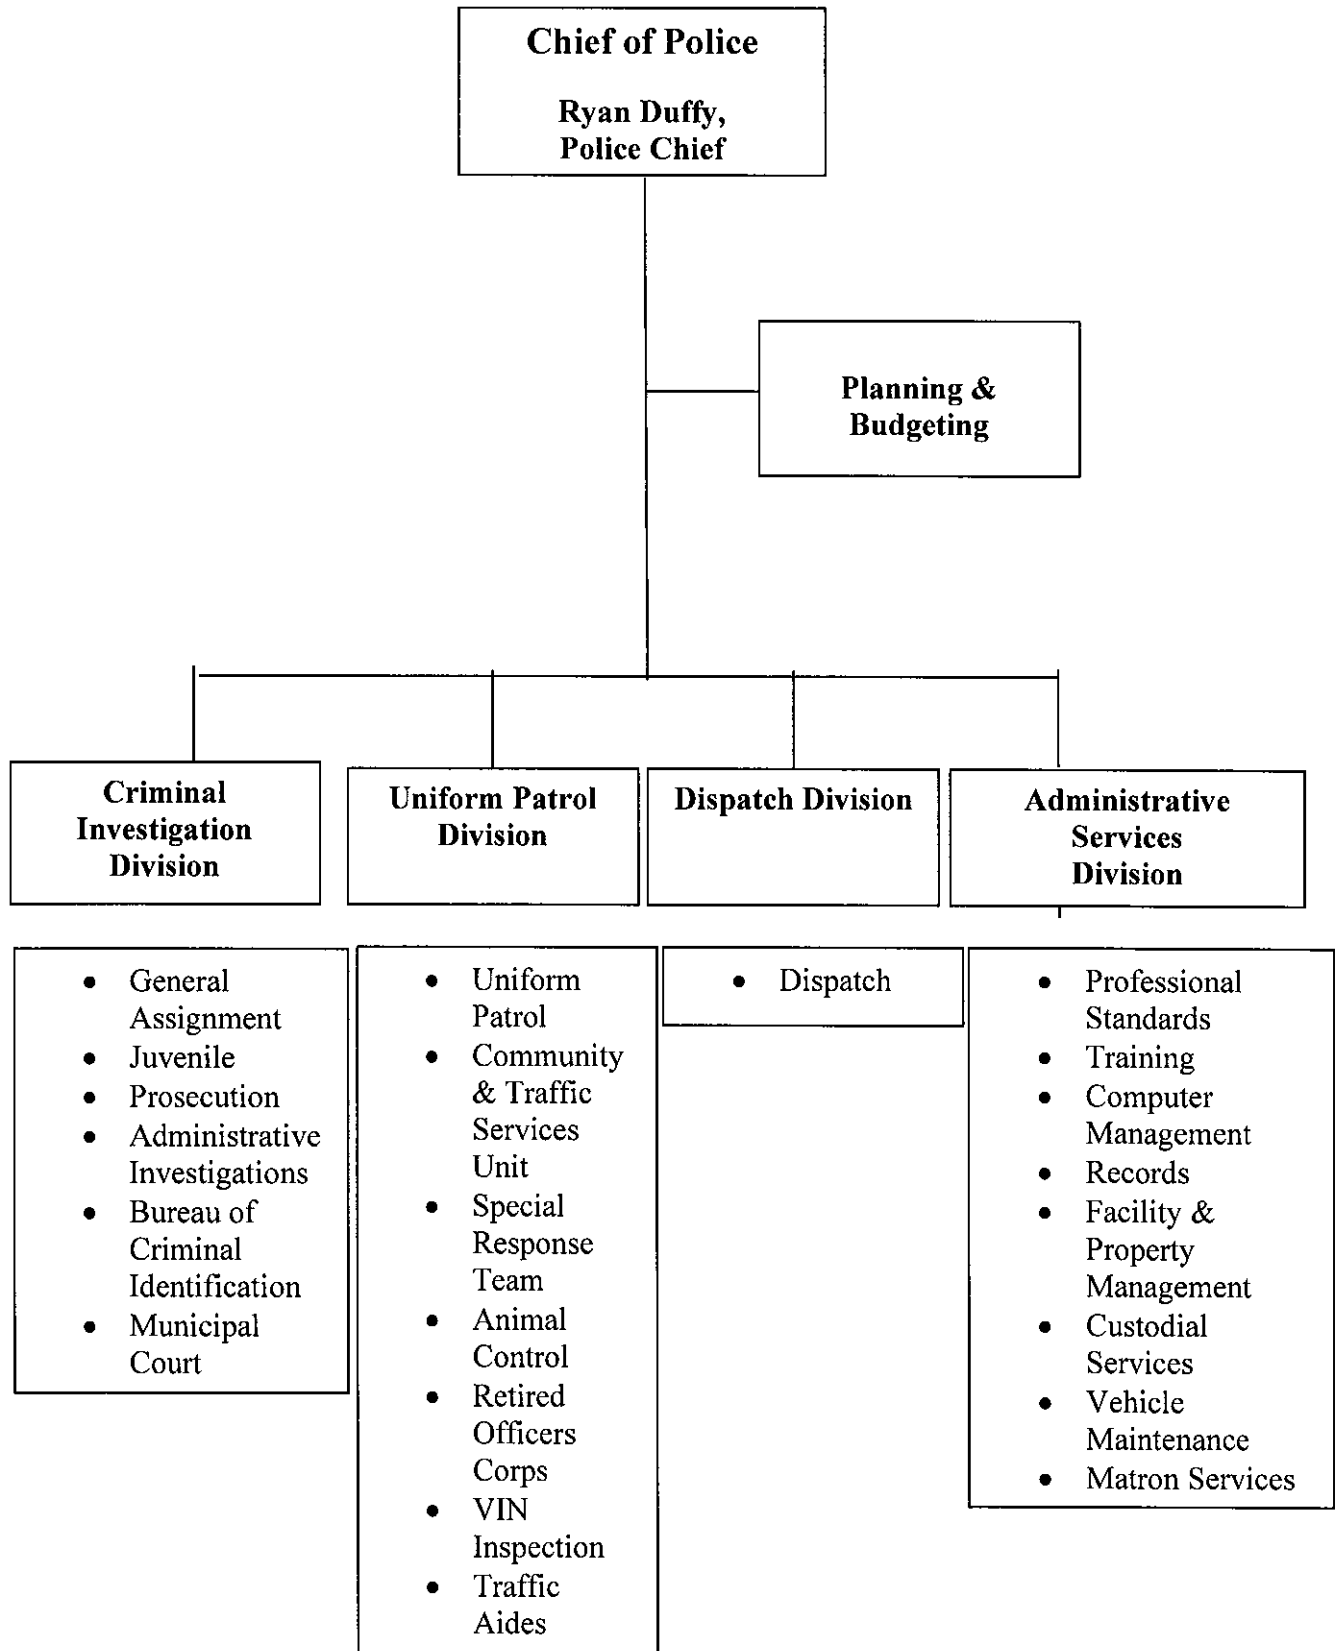 Chief of Police
Ryan Duffy,
Police Chief
Planning &
Budgeting
Criminal
Investigation
Division
Uniform Patrol
Division
Dispatch Division
Administrative
Services
Division
• General
Assignment
• Juvenile
• Prosecution
• Administrative
Investigations
• Bureau of
Criminal
Identification
• Municipal
Court
• Uniform
Patrol
• Community
& Traffic
Services
Unit
• Special
Response
Team
• Animal
Control
• Retired
Officers
Corps
• VIN
Inspection
• Traffic
Aides
• Dispatch
• Professional
Standards
• Training
• Computer
Management
• Records
• Facility &
Property
Management
• Custodial
Services
• Vehicle
Maintenance
• Matron Services